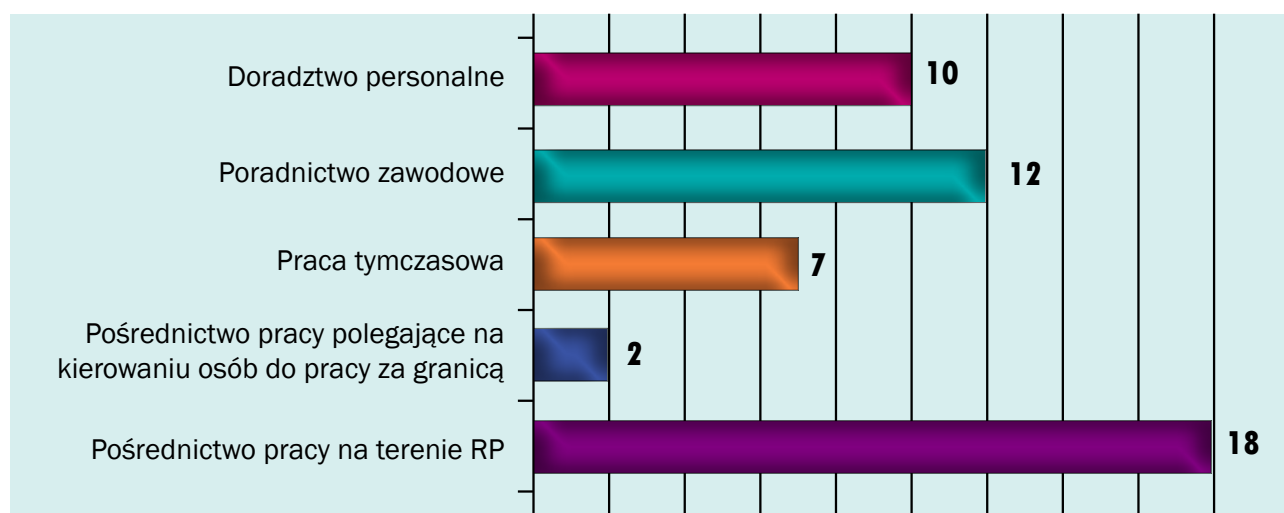 Doradztwo personalne
10
Poradnictwo zawodowe
12
Praca tymczasowa
7
Pośrednictwo pracy polegające na
kierowaniu osób do pracy za granicą
2
Pośrednictwo pracy na terenie RP
18